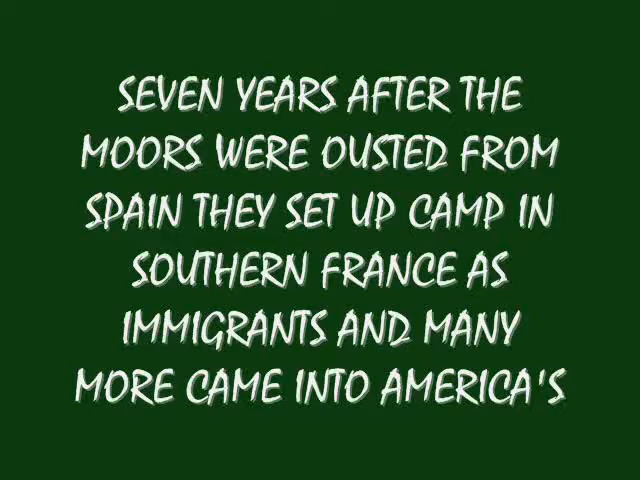 SEVEN YEARS AFTER THE
MOORS WERE OUSTED FROM
SPAIN THEY SET UP CAMP IN
SOUTHERN FRANCE AS
IMMIGRANTS AND MANY
MORE CAME INTO AMERICA'S